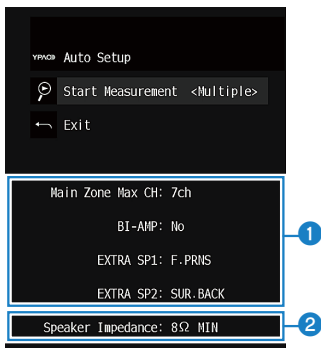 YPAO Auto Setup
Start Measurement <Multiple>
Exit
Main Zone Max CH: 7ch
BI-AMP: No
EXTRA SP1: F.PRNS
EXTRA SP2: SUR.BACK
1
Speaker Impedance: 8Ω MIN
2